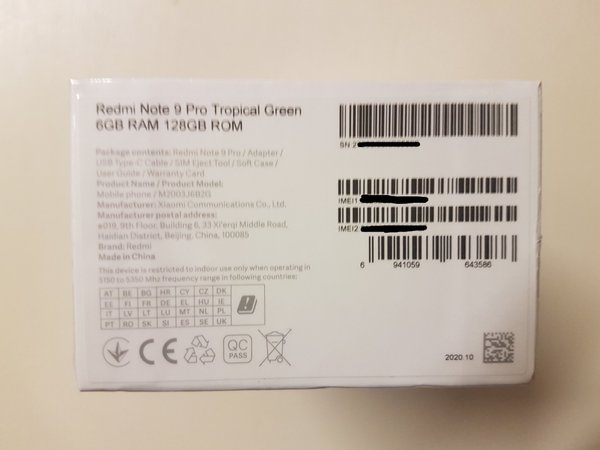 Redmi Note 9 Pro Tropical Green
6GB RAM 128GB ROM
Package contents: Redmi Note 9 Pro / Adapter /
USB Type-C Cable / SIM Eject Tool / Soft Case /
User Guide / Warranty Card
Product Name / Product Model:
Mobile phone / M2003J6B2G
Manufacturer: Xiaomi Communications Co., Ltd.
Manufacturer postal address:
#019, 9th Floor, Building 6, 33 Xi'erqi Middle Road,
Haidian District, Beijing, China, 100085
Brand: Redmi
Made in China
This device is restricted to indoor use only when operating in
5150 to 5350 Mhz frequency range in following countries:
AT BE BG HR CY CZ DK
EE FI FR DE EL HU IE
IT LV LT LU MT NL PL
PT RO SK SI ES SE UK
CE
QC
PASS
SN:2
IMEI1
IMEI2
6 941059 643586
2020.10